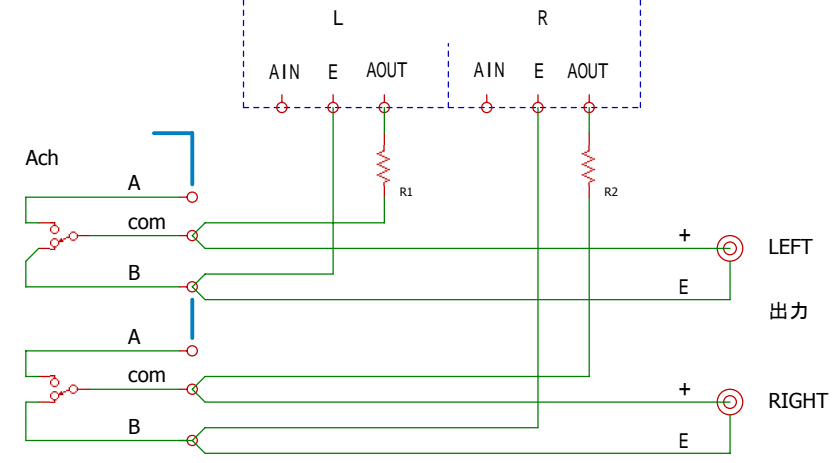 L R
AIN E AOUT AIN E AOUT
Ach
A
R1 R2
com
+ LEFT
B
E
出力
A
com
+ RIGHT
B
E